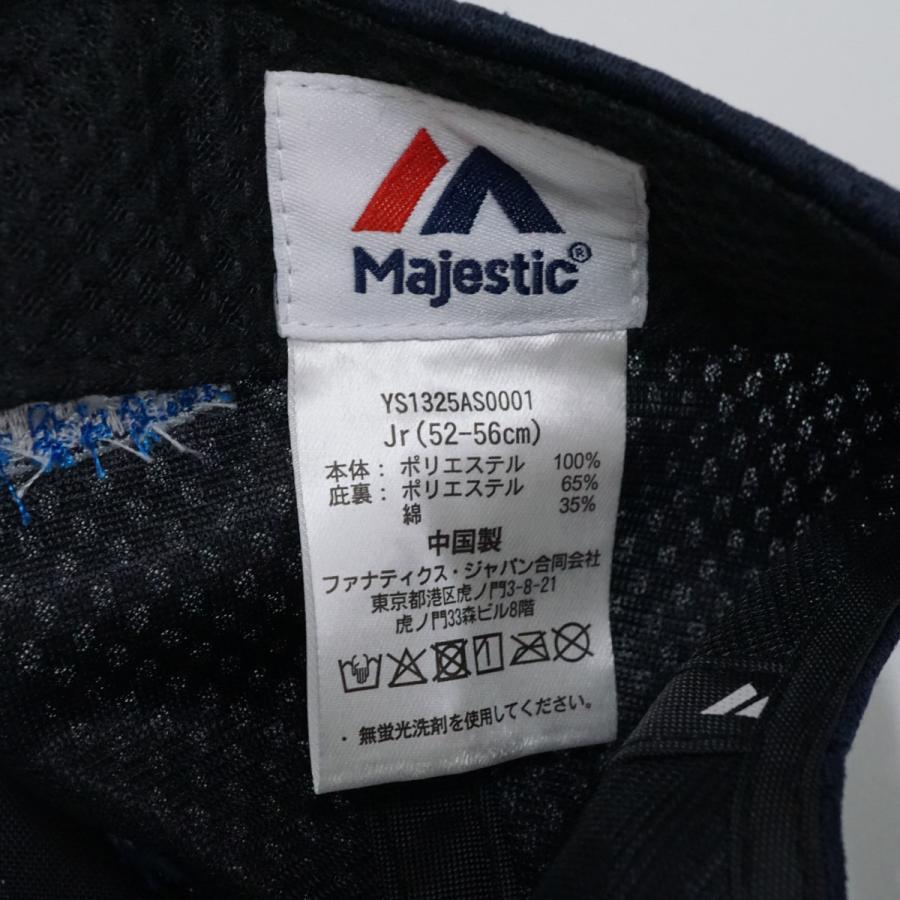 Majestic®
YS1325AS0001
Jr(52-56cm)
本体: ポリエステル 100%
庇裏: ポリエステル 65%
綿 35%
中国製
ファナティクス・ジャパン合同会社
東京都港区虎ノ門3-8-21
虎ノ門33森ビル8階
・無蛍光洗剤を使用してください。